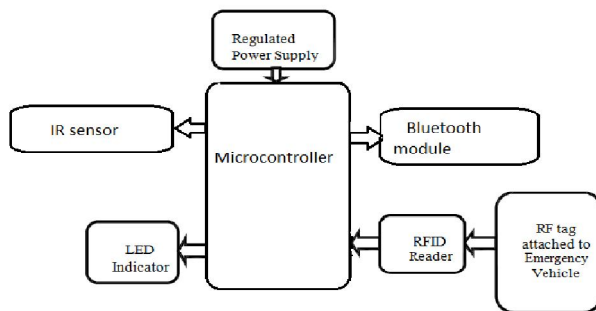 Regulated
Power Supply
IR sensor
Microcontroller
Bluetooth
module
LED
Indicator
RFID
Reader
RF tag
attached to
Emergency
Vehicle